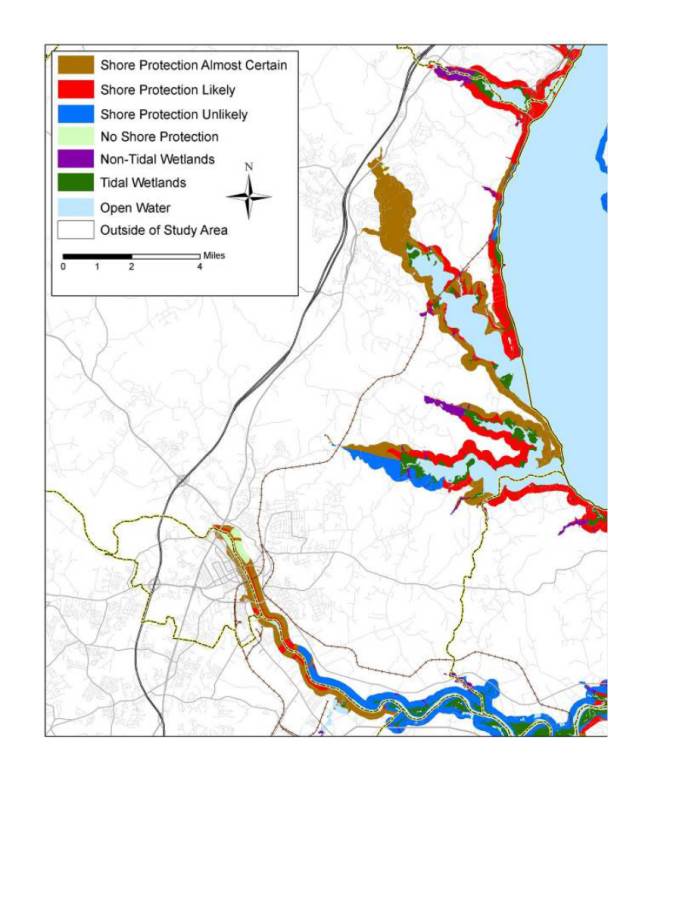 Shore Protection Almost Certain
Shore Protection Likely
Shore Protection Unlikely
No Shore Protection
Non-Tidal Wetlands
Tidal Wetlands
Open Water
Outside of Study Area
N
Miles
0 1 2 4